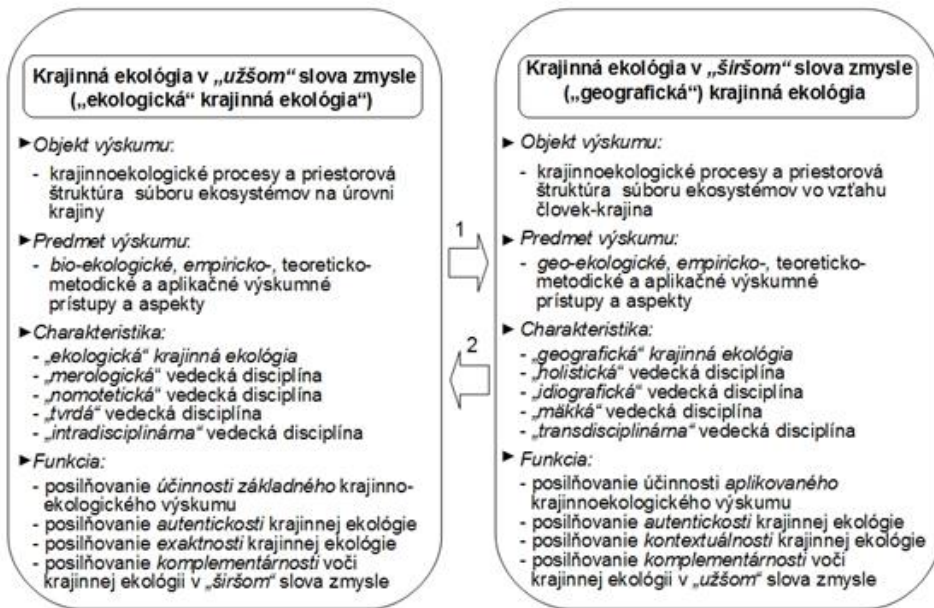 Krajinná ekológia v „užšom“ slova zmysle
(„ekologická“ krajinná ekológia“)
►Objekt výskumu:
- krajinnoekologické procesy a priestorová
štruktúra súboru ekosystémov na úrovni
krajiny
►Predmet výskumu:
- bio-ekologické, empiricko-, teoreticko-
metodické a aplikačné výskumné
prístupy a aspekty
►Charakteristika:
- „ekologická“ krajinná ekológia
- „merologická“ vedecká disciplína
- „nomotetická“ vedecká disciplína
- „tvrdá“ vedecká disciplína
- „intradisciplinárna“ vedecká disciplína
►Funkcia:
- posilňovanie účinnosti základného krajinno-
ekologického výskumu
- posilňovanie autentickosti krajinnej ekológie
- posilňovanie exaktnosti krajinnej ekológie
- posilňovanie komplementárnosti voči
krajinnej ekológii v „širšom“ slova zmysle
1
2
Krajinná ekológia v „širšom“ slova zmysle
(„geografická“) krajinná ekológia
► Objekt výskumu:
- krajinnoekologické procesy a priestorová
štruktúra súboru ekosystémov vo vzťahu
človek-krajina
► Predmet výskumu:
- geo-ekologické, empiricko-, teoreticko-
metodické a aplikačné výskumné
prístupy a aspekty
► Charakteristika:
- „geografická“ krajinná ekológia
- „holistická“ vedecká disciplína
- „idiografická“ vedecká disciplína
- „mäkká“ vedecká disciplína
- „transdisciplinárna“ vedecká disciplína
► Funkcia:
- posilňovanie účinnosti aplikovaného
krajinnoekologického výskumu
- posilňovanie autentickosti krajinnej ekológie
- posilňovanie kontextuálnosti krajinnej ekológie
- posilňovanie komplementárnosti voči
krajinnej ekológii v „užšom“ slova zmysle